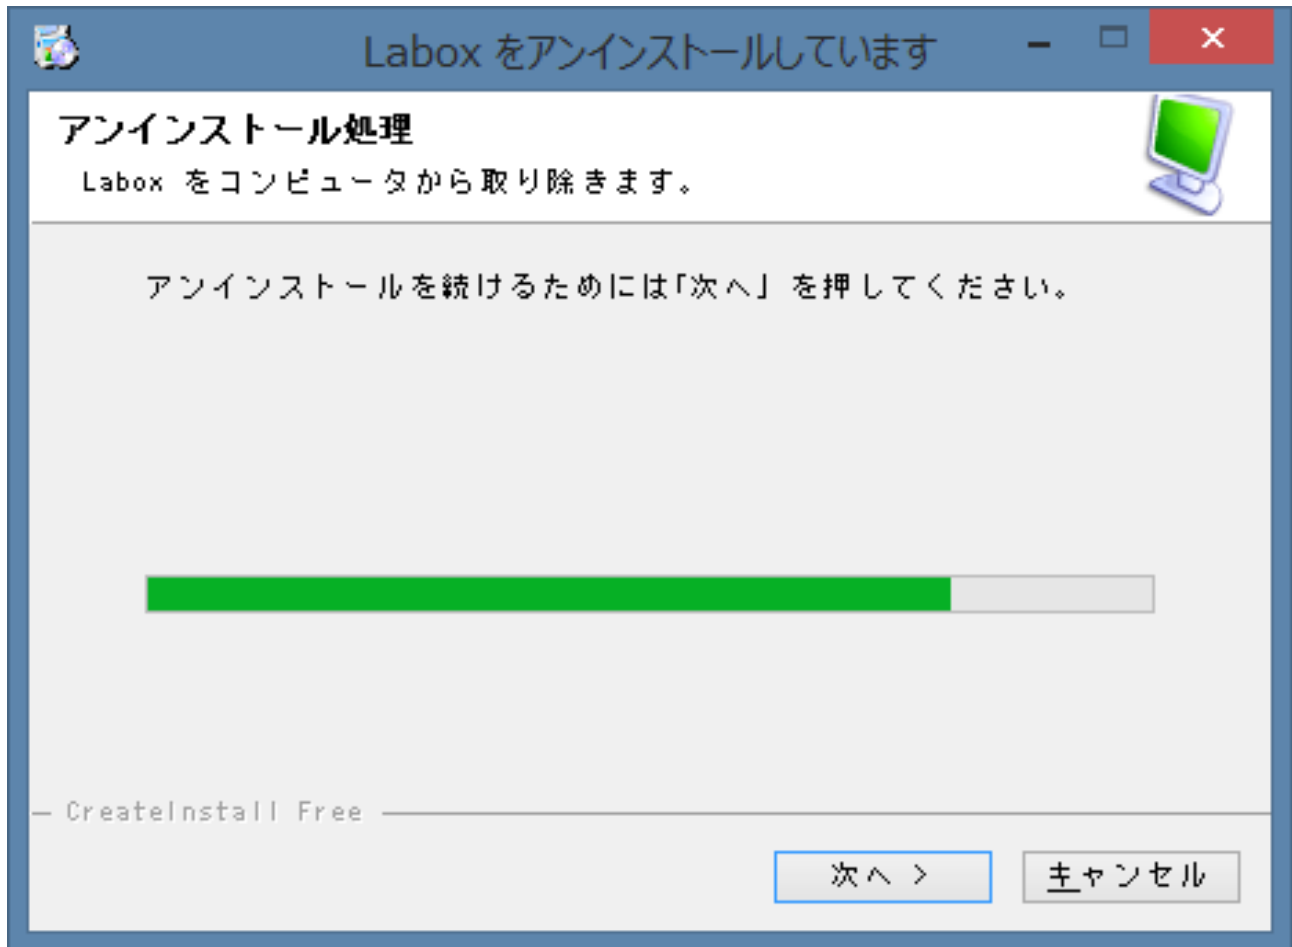 Labox をアンインストールしています
アンインストール処理
Labox をコンピュータから取り除きます。
アンインストールを続けるためには「次へ」を押してください。
CreateInstall Free
次へ >
キャンセル